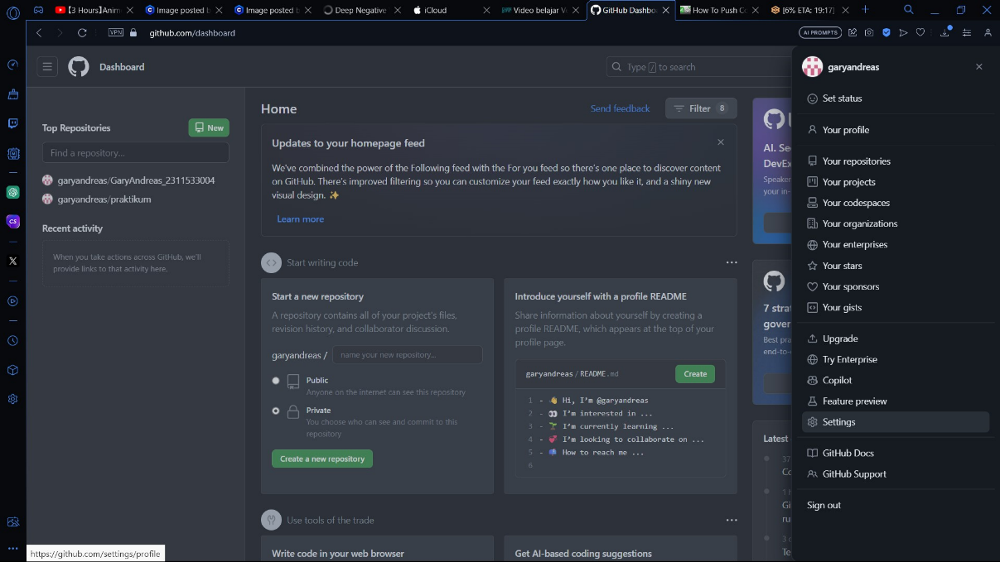 【3 Hours】Anim
Image posted b
Image posted b
Deep Negative
iCloud
Video belajar V
GitHub Dashbo
How To Push Co
[6% ETA: 19:17]
VPN
github.com/dashboard
AI PROMPTS
Dashboard
Type / to search
Top Repositories
New
Find a repository...
garyandreas/GaryAndreas_2311533004
garyandreas/praktikum
Recent activity
When you take actions across GitHub, we'll
provide links to that activity here.
Home
Send feedback
Filter 8
Updates to your homepage feed
We've combined the power of the Following feed with the For you feed so there's one place to discover content
on GitHub. There's improved filtering so you can customize your feed exactly how you like it, and a shiny new
visual design. ✨
Learn more
Start writing code
Start a new repository
A repository contains all of your project's files,
revision history, and collaborator discussion.
garyandreas /
name your new repository...
Public
Anyone on the internet can see this repository
Private
You choose who can see and commit to this
repository
Create a new repository
Introduce yourself with a profile README
Share information about yourself by creating a
profile README, which appears at the top of your
profile page.
garyandreas / README.md
Create
1 - 👋 Hi, I'm @garyandreas
2 - 👀 I'm interested in ...
3 - 🌱 I'm currently learning ...
4 - 💞️ I'm looking to collaborate on ...
5 - 📫 How to reach me ...
6
Use tools of the trade
Write code in your web browser
Get AI-based coding suggestions
AI. Se
DevEx
Speaker
your in-
7 strat
gover
Best pra
end-to-
Latest
garyandreas
Set status
Your profile
Your repositories
Your projects
Your codespaces
Your organizations
Your enterprises
Your stars
Your sponsors
Your gists
Upgrade
Try Enterprise
Copilot
Feature preview
Settings
GitHub Docs
GitHub Support
Sign out
https://github.com/settings/profile